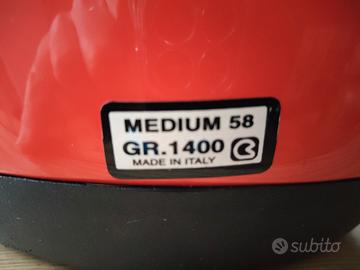 MEDIUM 58
GR.1400
MADE IN ITALY
subito